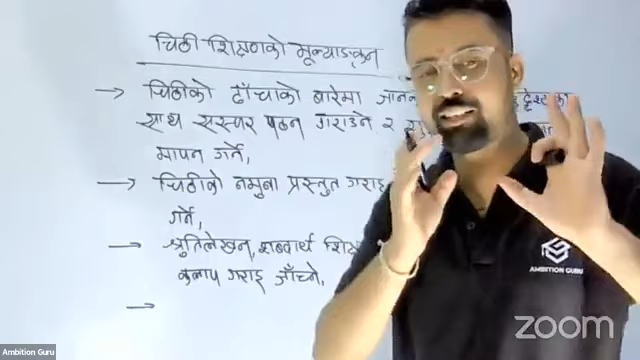 चिठी शिक्षणको मूल्याङ्कन
→ चिठीको ढाँचाको बारेमा जान्न
साथ सस्वर पठन गराउने र
मापन गर्ने,
→ चिठीको नमुना प्रस्तुत गराइ
गर्ने,
→ श्रुतिलेखन, शब्दार्थ
कलाप गराइ जाँच्ने,
→
AMBITION GURU
zoom
Ambition Guru